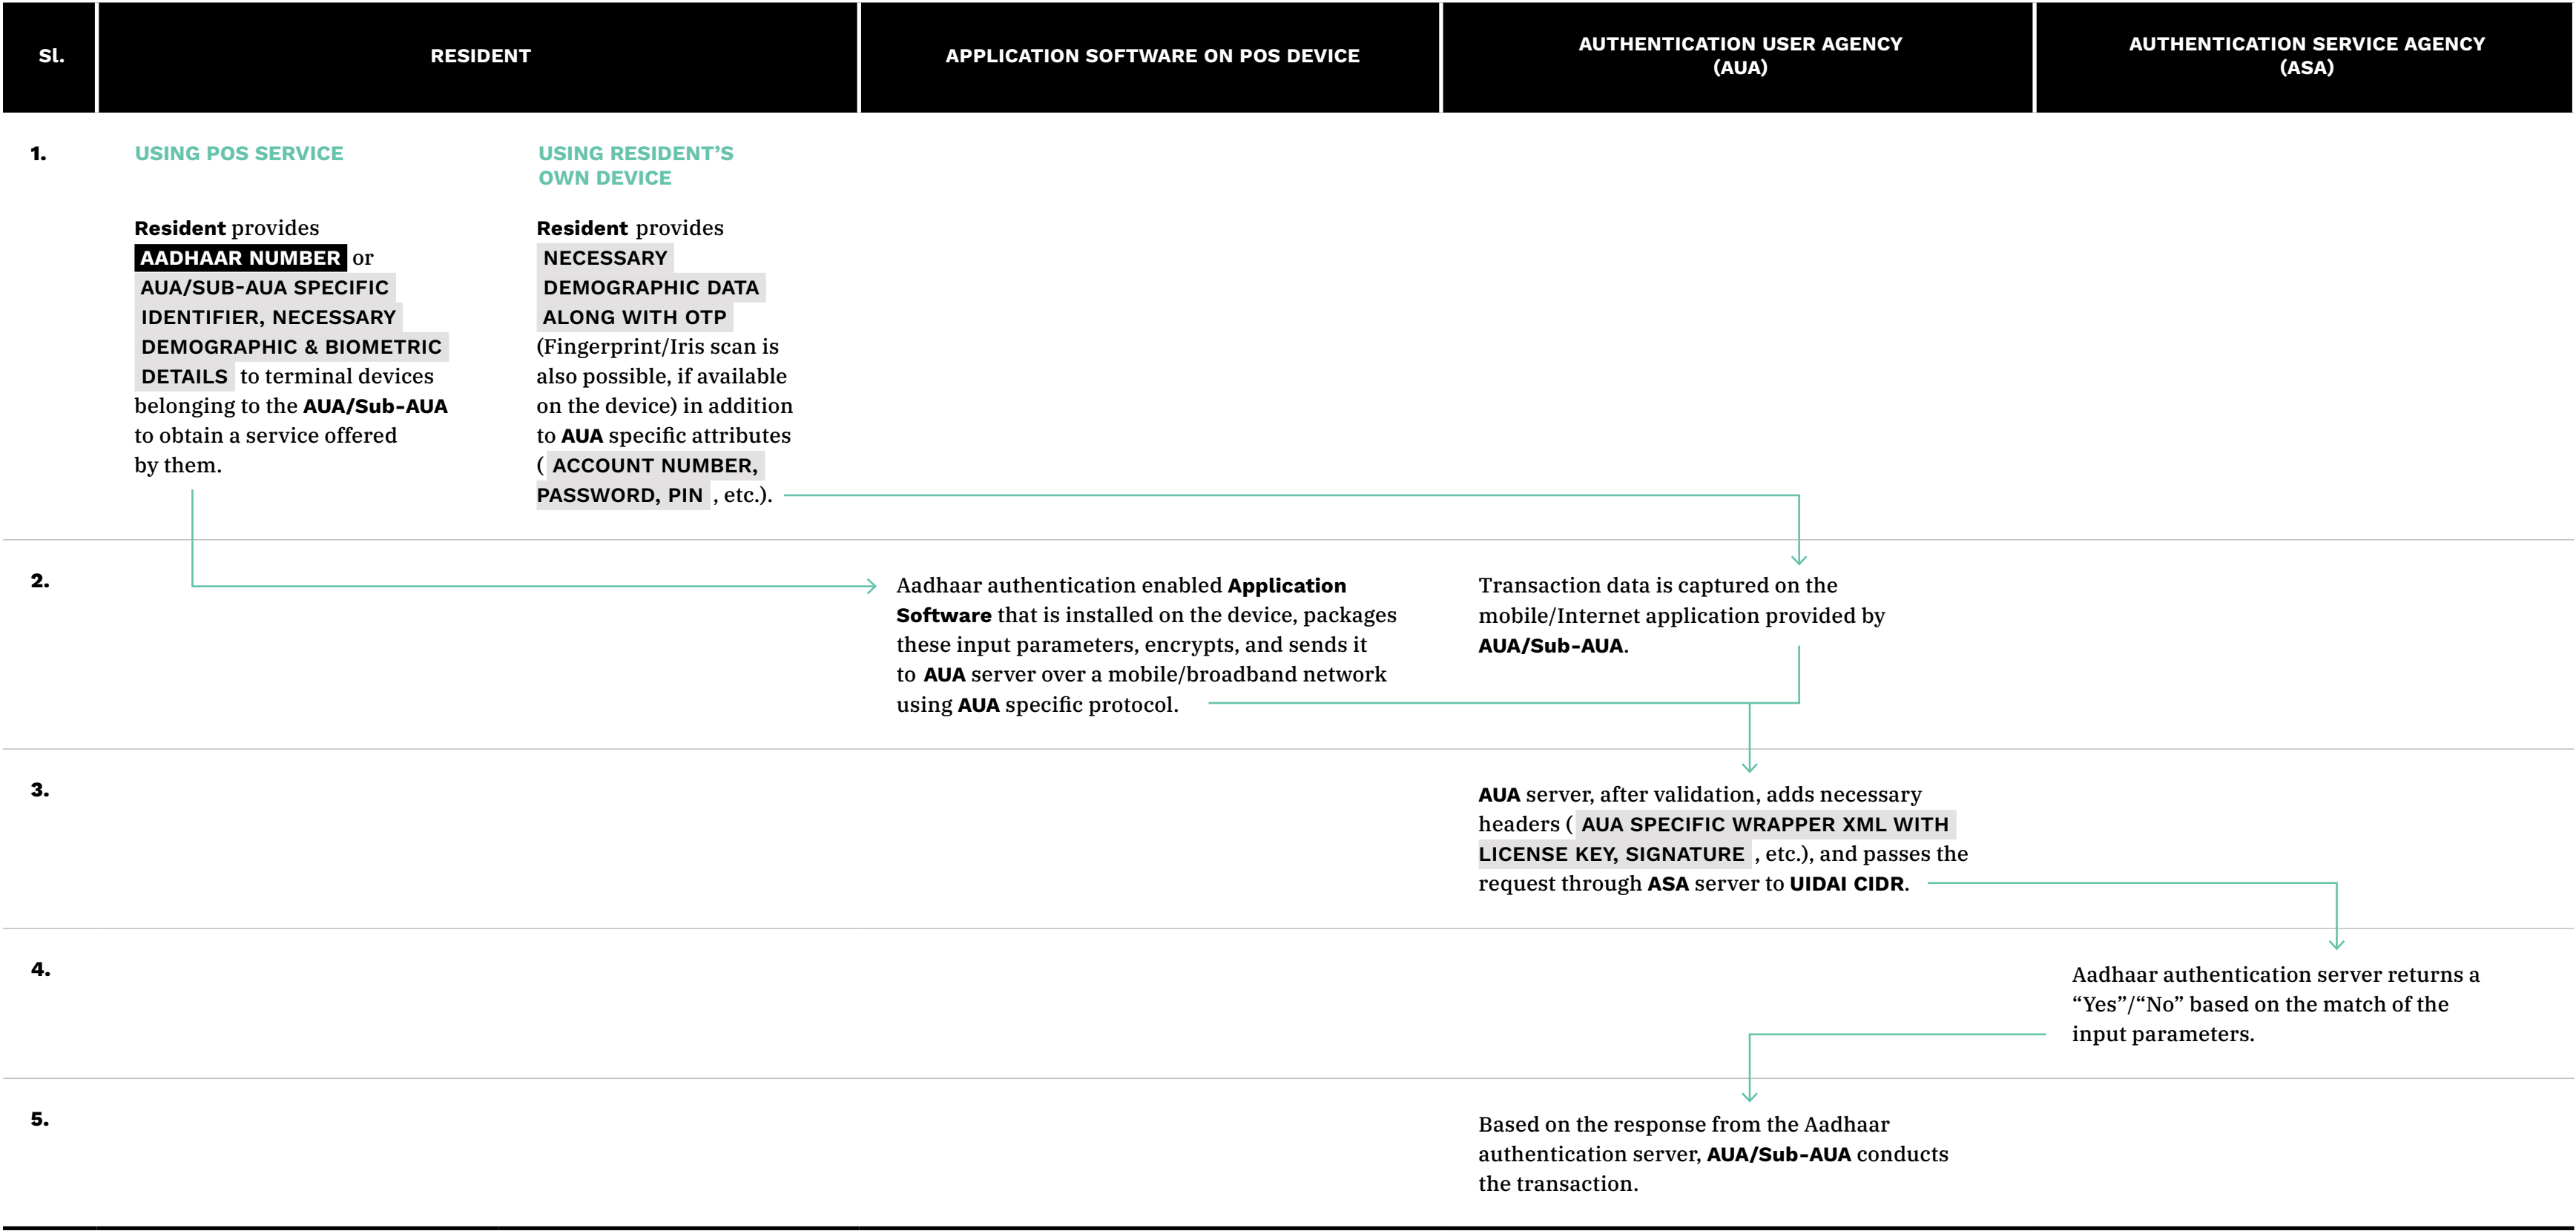 Sl.
RESIDENT
APPLICATION SOFTWARE ON POS DEVICE
AUTHENTICATION USER AGENCY
(AUA)
AUTHENTICATION SERVICE AGENCY
(ASA)
1.
USING POS SERVICE
Resident provides
AADHAAR NUMBER or
AUA/SUB-AUA SPECIFIC
IDENTIFIER, NECESSARY
DEMOGRAPHIC & BIOMETRIC
DETAILS to terminal devices
belonging to the AUA/Sub-AUA
to obtain a service offered
by them.
USING RESIDENT’S
OWN DEVICE
Resident provides
NECESSARY
DEMOGRAPHIC DATA
ALONG WITH OTP
(Fingerprint/Iris scan is
also possible, if available
on the device) in addition
to AUA specific attributes
( ACCOUNT NUMBER,
PASSWORD, PIN , etc.).
2.
Aadhaar authentication enabled Application
Software that is installed on the device, packages
these input parameters, encrypts, and sends it
to AUA server over a mobile/broadband network
using AUA specific protocol.
Transaction data is captured on the
mobile/Internet application provided by
AUA/Sub-AUA.
3.
AUA server, after validation, adds necessary
headers ( AUA SPECIFIC WRAPPER XML WITH
LICENSE KEY, SIGNATURE , etc.), and passes the
request through ASA server to UIDAI CIDR.
4.
Aadhaar authentication server returns a
“Yes”/“No” based on the match of the
input parameters.
5.
Based on the response from the Aadhaar
authentication server, AUA/Sub-AUA conducts
the transaction.